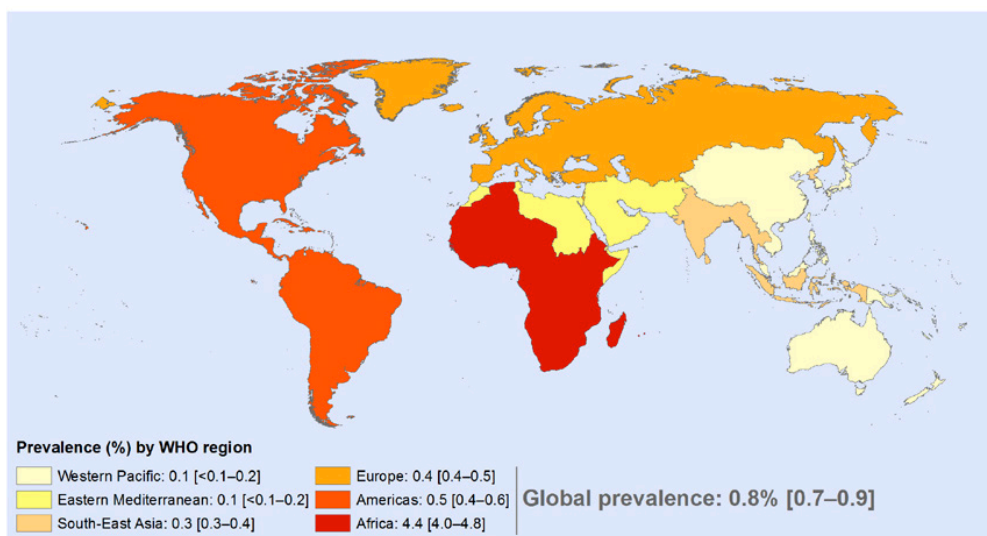 Prevalence (%) by WHO region
Western Pacific: 0.1 [<0.1–0.2]
Eastern Mediterranean: 0.1 [<0.1–0.2]
South-East Asia: 0.3 [0.3–0.4]
Europe: 0.4 [0.4–0.5]
Americas: 0.5 [0.4–0.6]
Africa: 4.4 [4.0–4.8]
Global prevalence: 0.8% [0.7–0.9]